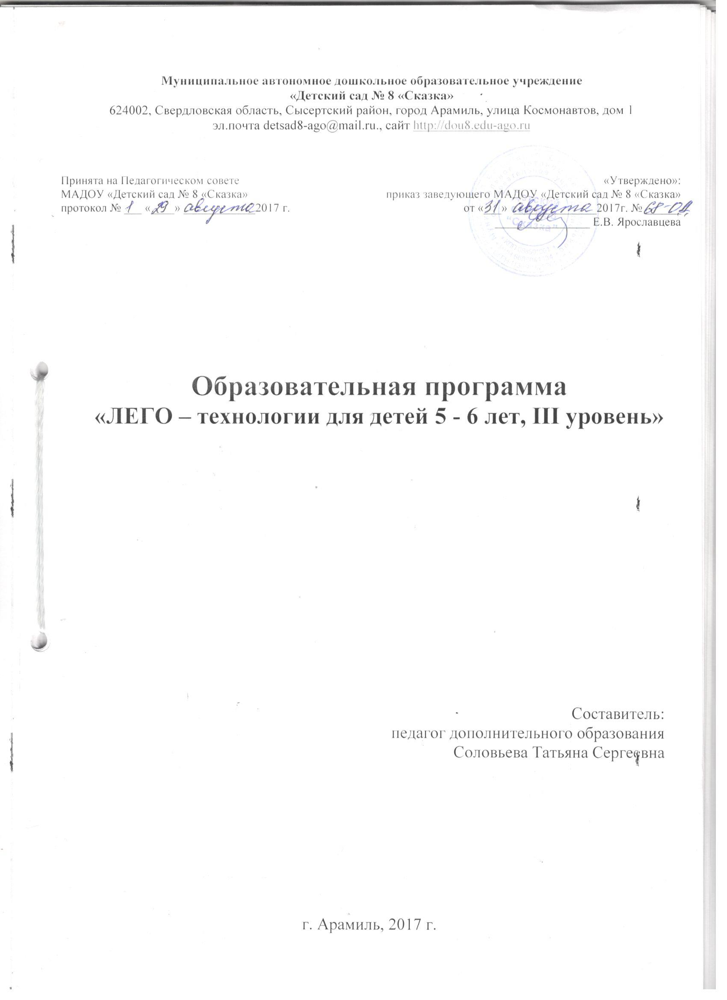 Муниципальное автономное дошкольное образовательное учреждение
«Детский сад № 8 «Сказка»
624002, Свердловская область, Сысертский район, город Арамиль, улица Космонавтов, дом 1
эл.почта detsad8-ago@mail.ru., сайт http://dou8.edu-ago.ru
Принята на Педагогическом совете
МАДОУ «Детский сад № 8 «Сказка»
протокол № 1 «29» августа 2017 г.
«Утверждено»:
приказ заведующего МАДОУ «Детский сад № 8 «Сказка»
от «31» августа 2017г. № 68-ОД
Е.В. Ярославцева
"Сказка"
Образовательная программа
«ЛЕГО – технологии для детей 5 - 6 лет, III уровень»
Составитель:
педагог дополнительного образования
Соловьева Татьяна Сергеевна
г. Арамиль, 2017 г.